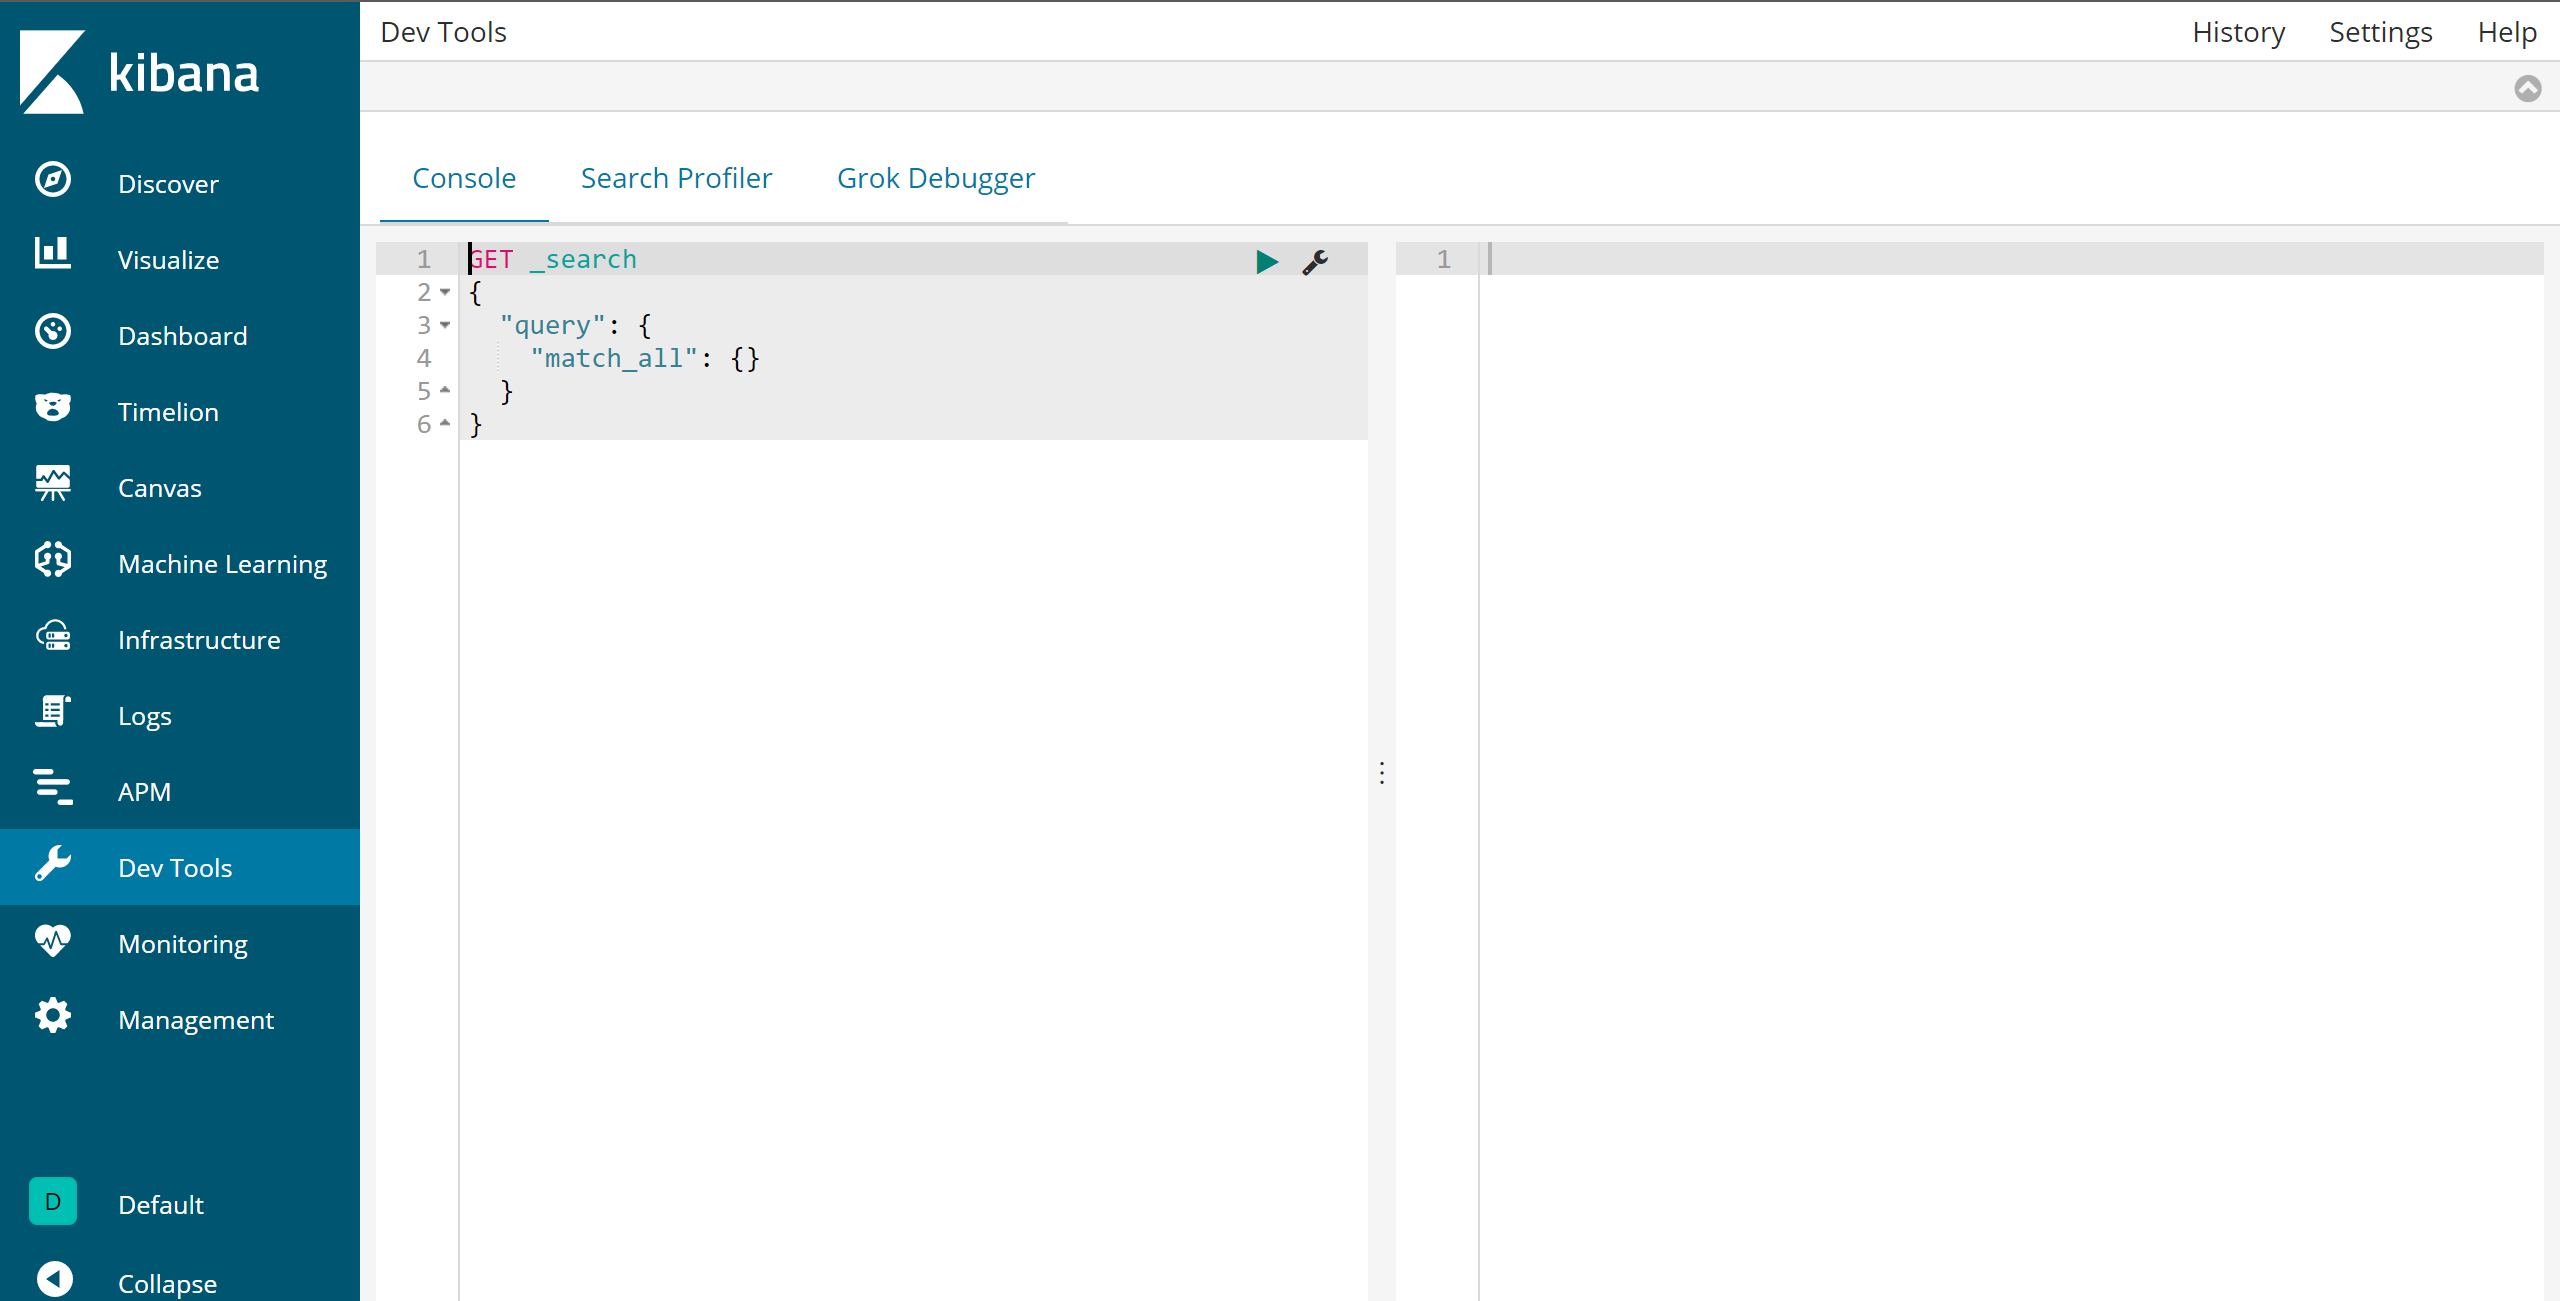 kibana
Discover
Visualize
Dashboard
Timelion
Canvas
Machine Learning
Infrastructure
Logs
APM
Dev Tools
Monitoring
Management
D Default
Collapse
Dev Tools
History Settings Help
Console Search Profiler Grok Debugger
1 GET _search
2 {
3   "query": {
4     "match_all": {}
5   }
6 }
1